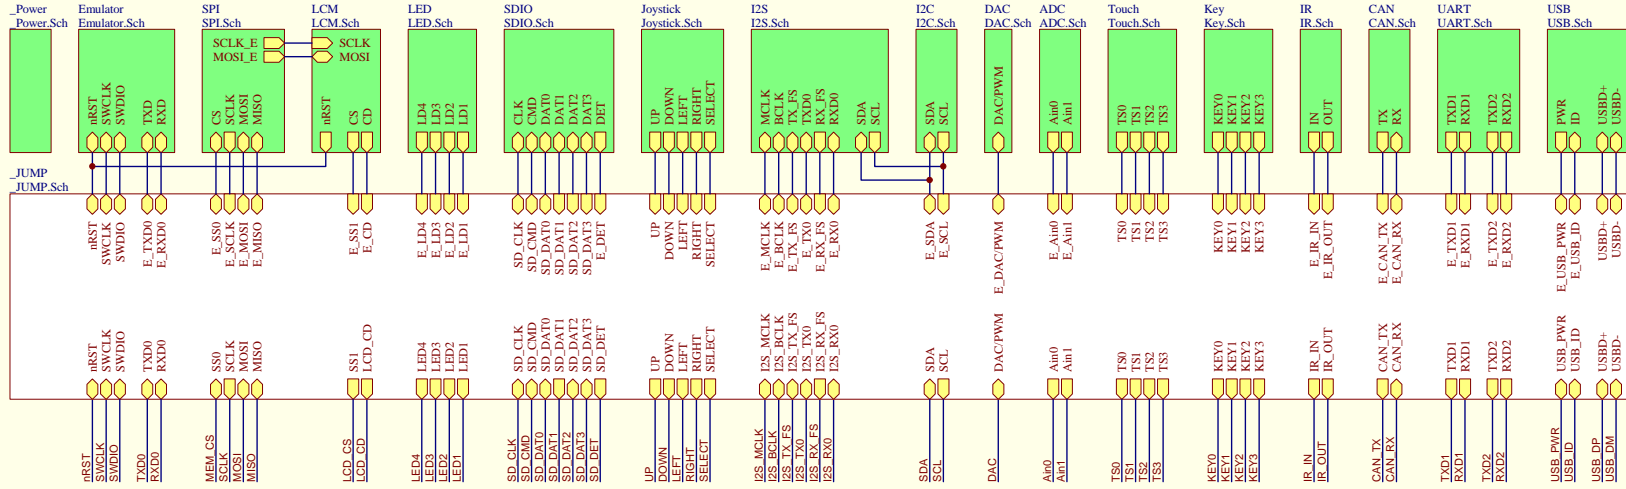 _Power Emulator SPI LCM LED SDIO Joystick I2S I2C DAC ADC Touch Key IR CAN UART USB
_Power.Sch Emulator.Sch SPI.Sch LCM.Sch LED.Sch SDIO.Sch Joystick.Sch I2S.Sch I2C.Sch DAC.Sch ADC.Sch Touch.Sch Key.Sch IR.Sch CAN.Sch UART.Sch USB.Sch
SCLK_E SCLK
MOSI_E MOSI
nRST SWCLK SWDIO TXD RXD CS SCLK MOSI MISO nRST CS CD LD4 LD3 LD2 LD1 CLK CMD DAT0 DAT1 DAT2 DAT3 DET UP DOWN LEFT RIGHT SELECT MCLK BCLK TX_FS TXD0 RX_FS RXD0 SDA SCL SDA SCL DAC/PWM Ain0 Ain1 TS0 TS1 TS2 TS3 KEY0 KEY1 KEY2 KEY3 IN OUT TX RX TXD1 RXD1 TXD2 RXD2 PWR ID USBD+ USBD-
_JUMP
_JUMP.Sch
nRST SWCLK SWDIO E_TXD0 E_RXD0 E_SS0 E_SCLK E_MOSI E_MISO E_SS1 E_CD E_LD4 E_LD3 E_LD2 E_LD1 SD_CLK SD_CMD SD_DAT0 SD_DAT1 SD_DAT2 SD_DAT3 E_DET UP DOWN LEFT RIGHT SELECT E_MCLK E_BCLK E_TX_FS E_TX0 E_RX_FS E_RX0 E_SDA E_SCL E_DAC/PWM E_Ain0 E_Ain1 TS0 TS1 TS2 TS3 KEY0 KEY1 KEY2 KEY3 E_IR_IN E_IR_OUT E_CAN_TX E_CAN_RX E_TXD1 E_RXD1 E_TXD2 E_RXD2 E_USB_PWR E_USB_ID USBD+ USBD-
nRST SWCLK SWDIO TXD0 RXD0 SS0 SCLK MOSI MISO SS1 LCD_CD LED4 LED3 LED2 LED1 SD_CLK SD_CMD SD_DAT0 SD_DAT1 SD_DAT2 SD_DAT3 SD_DET UP DOWN LEFT RIGHT SELECT I2S_MCLK I2S_BCLK I2S_TX_FS I2S_TX0 I2S_RX_FS I2S_RX0 SDA SCL DAC/PWM Ain0 Ain1 TS0 TS1 TS2 TS3 KEY0 KEY1 KEY2 KEY3 IR_IN IR_OUT CAN_TX CAN_RX TXD1 RXD1 TXD2 RXD2 USB_PWR USB_ID USBD+ USBD-
nRST SWCLK SWDIO TXD0 RXD0 MEM_CS SCLK MOSI MISO LCD_CS LCD_CD LED4 LED3 LED2 LED1 SD_CLK SD_CMD SD_DAT0 SD_DAT1 SD_DAT2 SD_DAT3 SD_DET UP DOWN LEFT RIGHT SELECT I2S_MCLK I2S_BCLK I2S_TX_FS I2S_TX0 I2S_RX_FS I2S_RX0 SDA SCL DAC Ain0 Ain1 TS0 TS1 TS2 TS3 KEY0 KEY1 KEY2 KEY3 IR_IN IR_OUT CAN_TX CAN_RX TXD1 RXD1 TXD2 RXD2 USB_PWR USB_ID USB_DP USB_DM